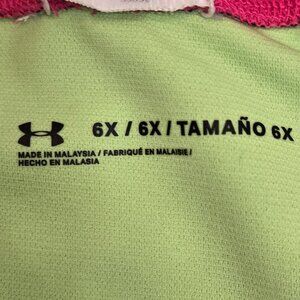 6X / 6X / TAMAÑO 6X
MADE IN MALAYSIA / FABRIQUÉ EN MALAISIE /
HECHO EN MALASIA